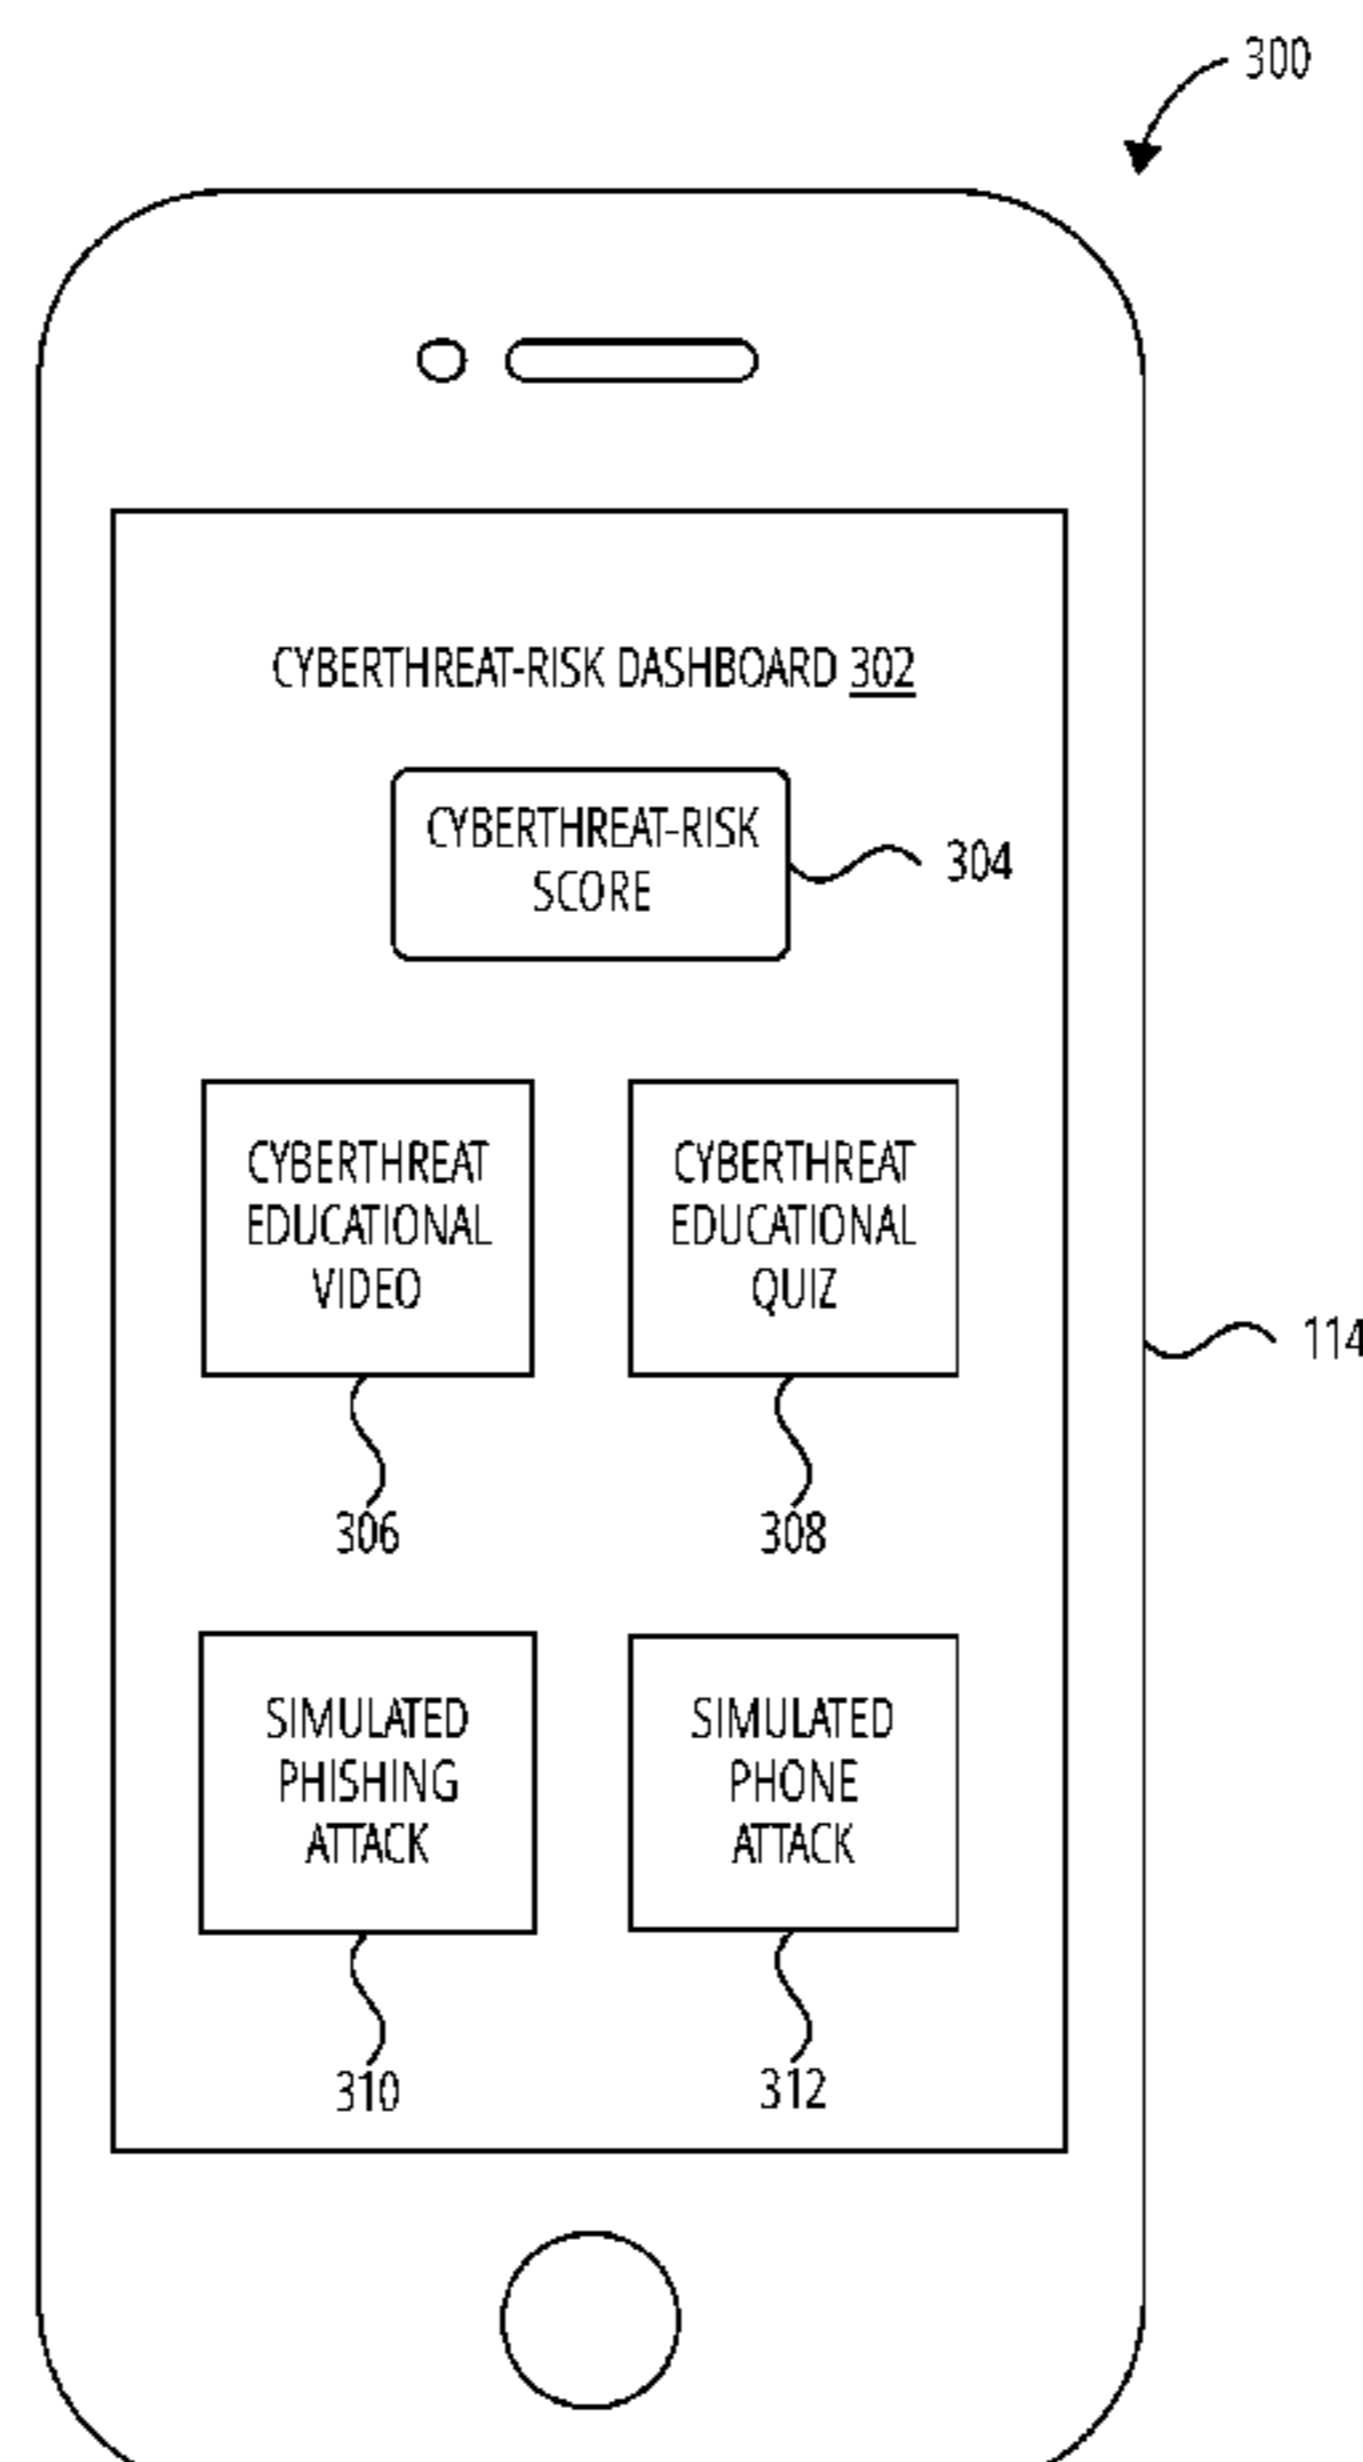 300
CYBERTHREAT-RISK DASHBOARD 302
CYBERTHREAT-RISK
SCORE
304
CYBERTHREAT
EDUCATIONAL
VIDEO
306
CYBERTHREAT
EDUCATIONAL
QUIZ
308
114
SIMULATED
PHISHING
ATTACK
310
SIMULATED
PHONE
ATTACK
312